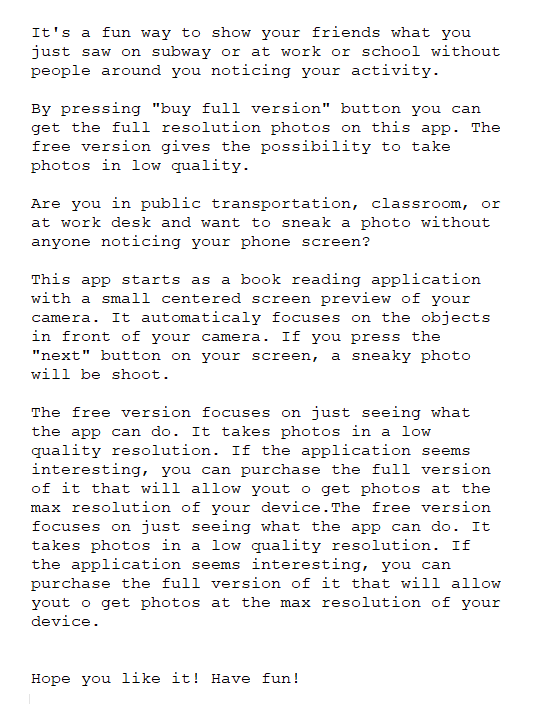 It's a fun way to show your friends what you
just saw on subway or at work or school without
people around you noticing your activity.
By pressing "buy full version" button you can
get the full resolution photos on this app. The
free version gives the possibility to take
photos in low quality.
Are you in public transportation, classroom, or
at work desk and want to sneak a photo without
anyone noticing your phone screen?
This app starts as a book reading application
with a small centered screen preview of your
camera. It automaticaly focuses on the objects
in front of your camera. If you press the
"next" button on your screen, a sneaky photo
will be shoot.
The free version focuses on just seeing what
the app can do. It takes photos in a low
quality resolution. If the application seems
interesting, you can purchase the full version
of it that will allow yout o get photos at the
max resolution of your device.The free version
focuses on just seeing what the app can do. It
takes photos in a low quality resolution. If
the application seems interesting, you can
purchase the full version of it that will allow
yout o get photos at the max resolution of your
device.
Hope you like it! Have fun!